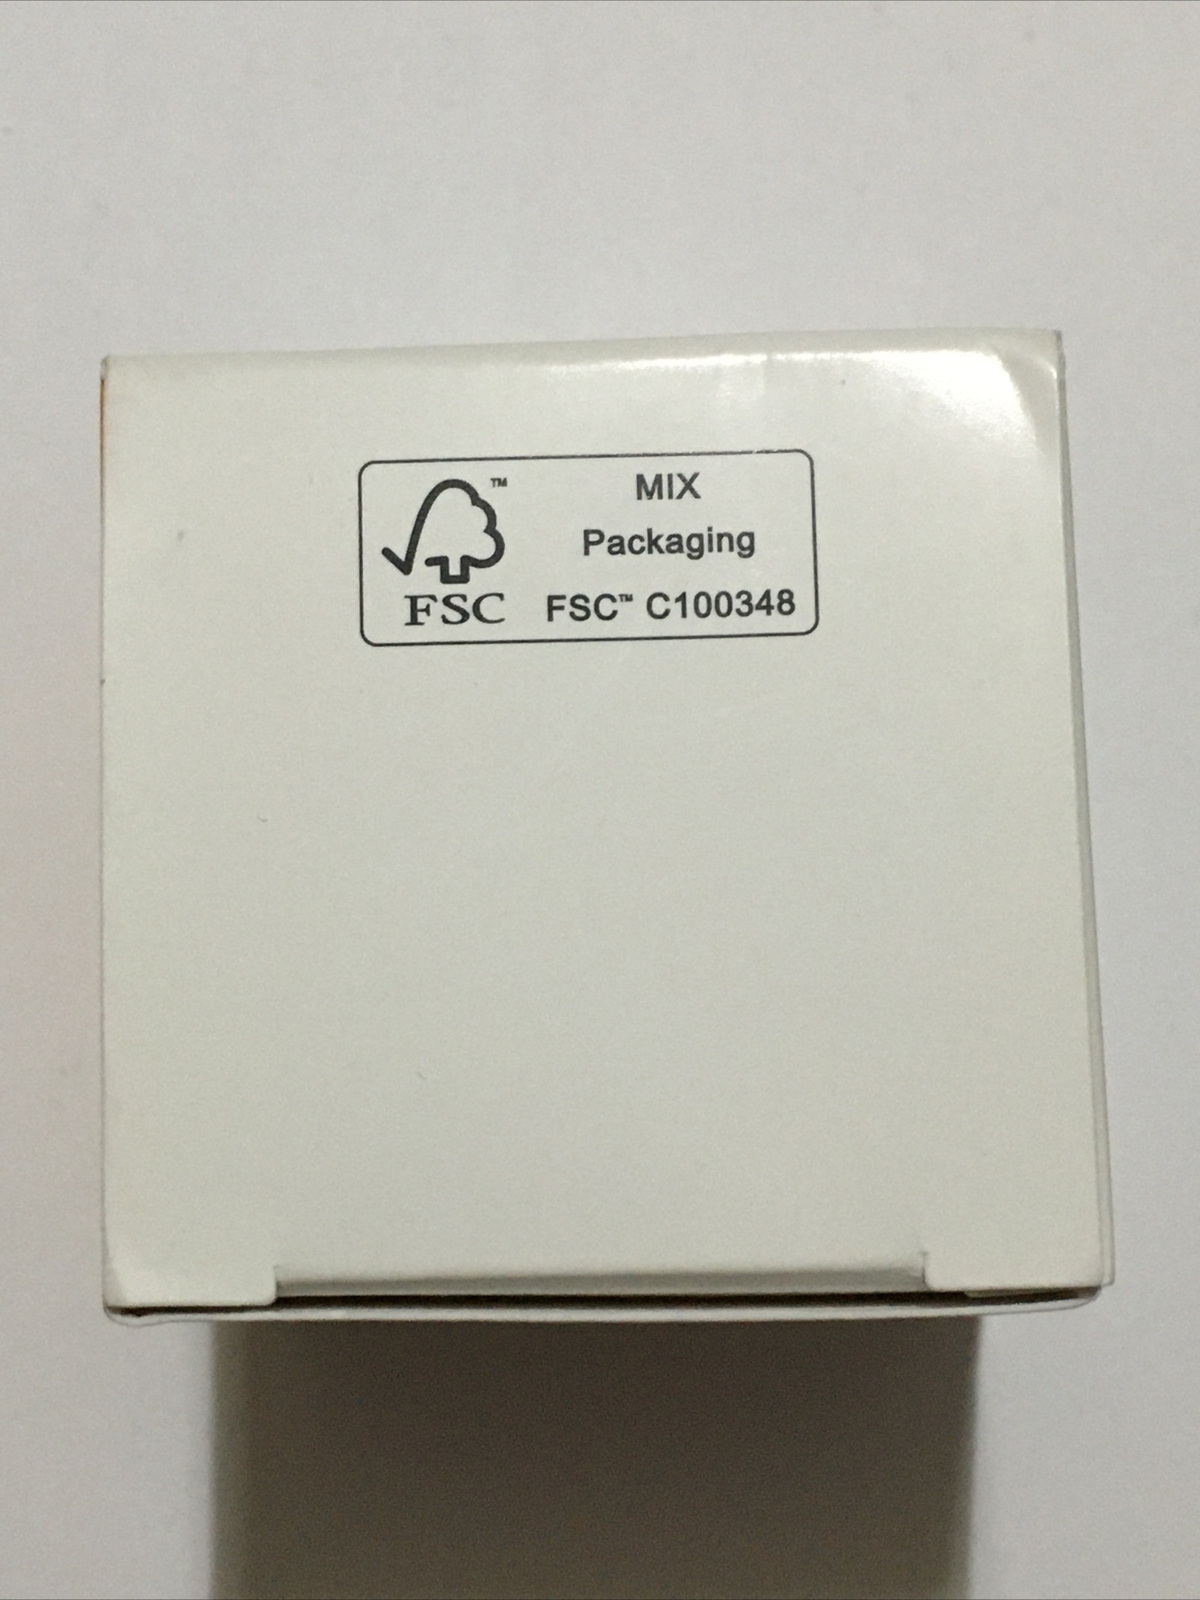 MIX
Packaging
FSC™ C100348
™
FSC